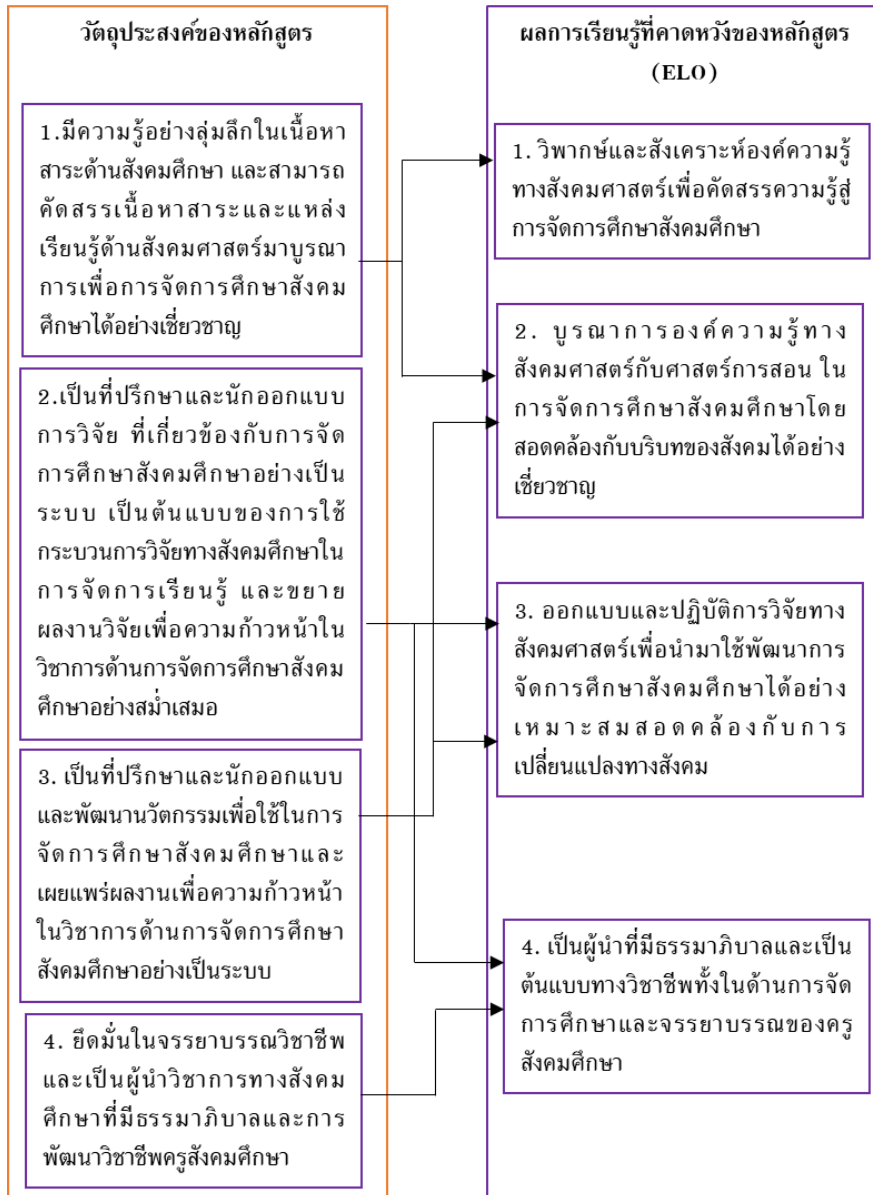 วัตถุประสงค์ของหลักสูตร
1.มีความรู้อย่างลุ่มลึกในเนื้อหา
สาระด้านสังคมศึกษา และสามารถ
คัดสรรเนื้อหาสาระและแหล่ง
เรียนรู้ด้านสังคมศาสตร์มาบูรณา
การเพื่อการจัดการศึกษาสังคม
ศึกษาได้อย่างเชี่ยวชาญ
2.เป็นที่ปรึกษาและนักออกแบบ
การวิจัย ที่เกี่ยวข้องกับการจัด
การศึกษาสังคมศึกษาอย่างเป็น
ระบบ เป็นต้นแบบของการใช้
กระบวนการวิจัยทางสังคมศึกษาใน
การจัดการเรียนรู้ และขยาย
ผลงานวิจัยเพื่อความก้าวหน้าใน
วิชาการด้านการจัดการศึกษาสังคม
ศึกษาอย่างสม่ำเสมอ
3. เป็นที่ปรึกษาและนักออกแบบ
และพัฒนานวัตกรรมเพื่อใช้ในการ
จัดการศึกษาสังคมศึกษาและ
เผยแพร่ผลงานเพื่อความก้าวหน้า
ในวิชาการด้านการจัดการศึกษา
สังคมศึกษาอย่างเป็นระบบ
4. ยึดมั่นในจรรยาบรรณวิชาชีพ
และเป็นผู้นำวิชาการทางสังคม
ศึกษาที่มีธรรมาภิบาลและการ
พัฒนาวิชาชีพครูสังคมศึกษา
ผลการเรียนรู้ที่คาดหวังของหลักสูตร
(ELO)
1. วิพากษ์และสังเคราะห์องค์ความรู้
ทางสังคมศาสตร์เพื่อคัดสรรความรู้สู่
การจัดการศึกษาสังคมศึกษา
2. บูรณาการองค์ความรู้ทาง
สังคมศาสตร์กับศาสตร์การสอน ใน
การจัดการศึกษาสังคมศึกษาโดย
สอดคล้องกับบริบทของสังคมได้อย่าง
เชี่ยวชาญ
3. ออกแบบและปฏิบัติการวิจัยทาง
สังคมศาสตร์เพื่อนำมาใช้พัฒนาการ
จัดการศึกษาสังคมศึกษาได้อย่าง
เหมาะสมสอดคล้องกับการ
เปลี่ยนแปลงทางสังคม
4. เป็นผู้นำที่มีธรรมาภิบาลและเป็น
ต้นแบบทางวิชาชีพทั้งในด้านการจัด
การศึกษาและจรรยาบรรณของครู
สังคมศึกษา